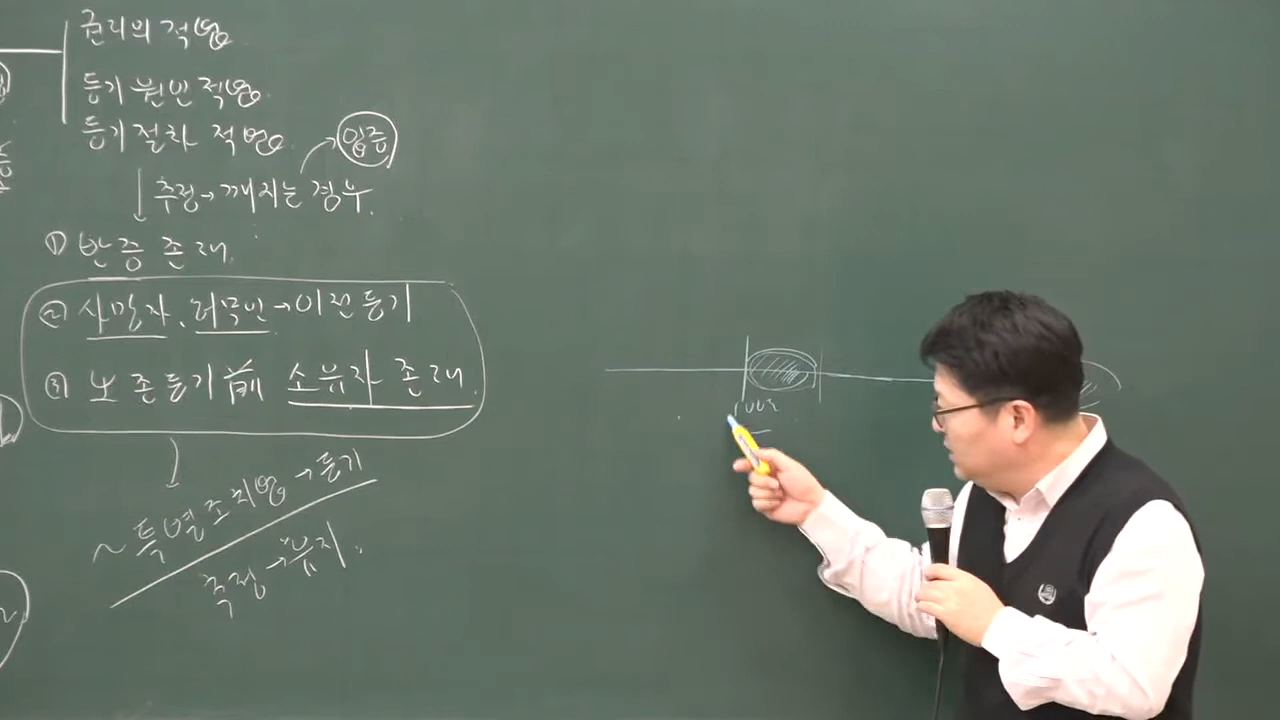 권리의 적법
등기 원인 적법
등기 절차 적법
입증
추정→깨지는 경우.
① 반증 존재.
② 사망자, 허무인→이전등기
③ 보존등기前 소유자 존재.
~특별조치법→등기
추정→유지.